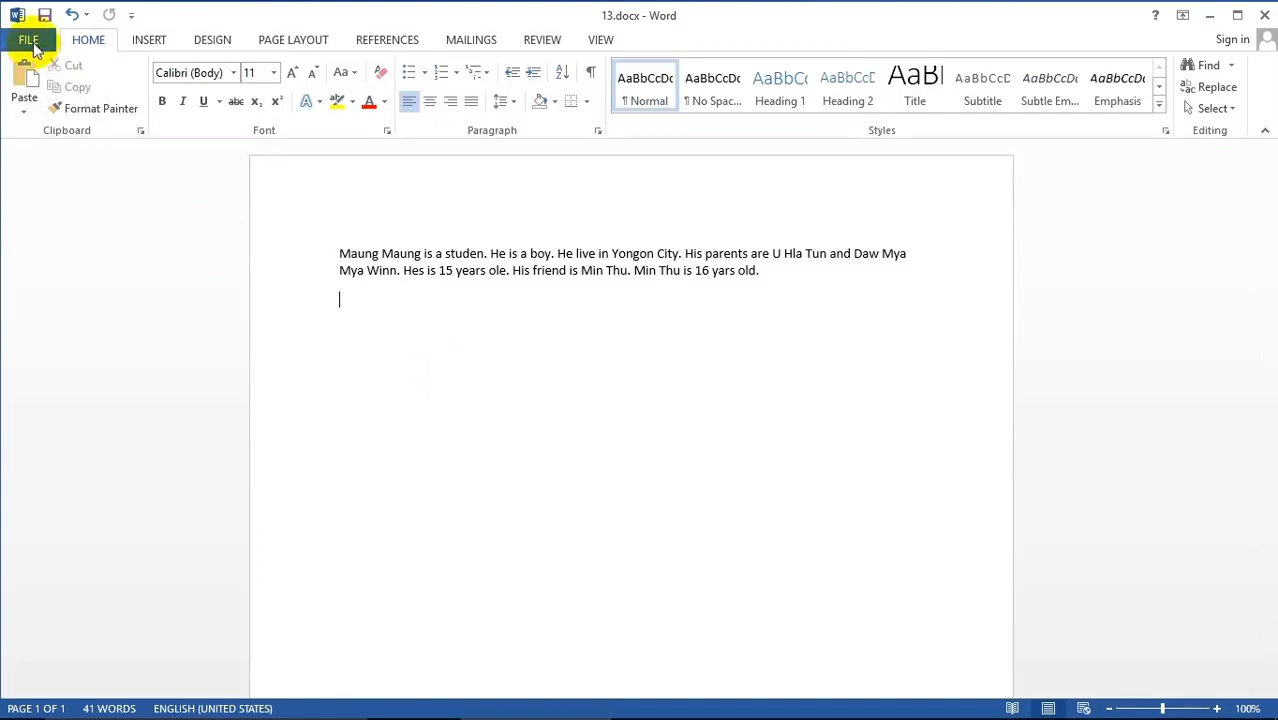 13.docx - Word
?
FILE
HOME
INSERT
DESIGN
PAGE LAYOUT
REFERENCES
MAILINGS
REVIEW
VIEW
Sign in
Paste
Cut
Copy
Format Painter
Clipboard
Calibri (Body)
11
Font
Paragraph
AaBbCcDc
¶ Normal
AaBbCcDc
¶ No Spac...
AaBbCc
Heading 1
AaBbCcE
Heading 2
AaBl
Title
AaBbCcD
Subtitle
AaBbCcDc
Subtle Em...
AaBbCcDc
Emphasis
Styles
Find
Replace
Select
Editing
Maung Maung is a studen. He is a boy. He live in Yongon City. His parents are U Hla Tun and Daw Mya
Mya Winn. Hes is 15 years ole. His friend is Min Thu. Min Thu is 16 yars old.
PAGE 1 OF 1
41 WORDS
ENGLISH (UNITED STATES)
100%